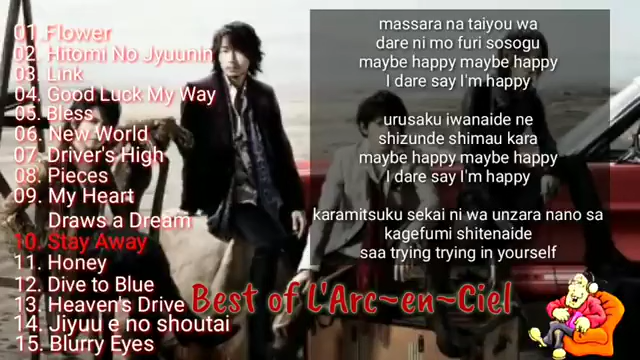 01.Flower
02. Hitomi No Jyuunin
03. Link
04. Good Luck My Way
05. Bless
06. New World
07. Driver's High
08. Pieces
09. My Heart
Draws a Dream
10. Stay Away
11. Honey
12. Dive to Blue
13. Heaven's Drive
14. Jiyuu e no shoutai
15. Blurry Eyes
massara na taiyou wa
dare ni mo furi sosogu
maybe happy maybe happy
I dare say I'm happy
urusaku iwanaide ne
shizunde shimau kara
maybe happy maybe happy
I dare say I'm happy
karamitsuku sekai ni wa unzara nano sa
kagefumi shitenaide
saa trying trying in yourself
Best of L'Arc~en~Ciel